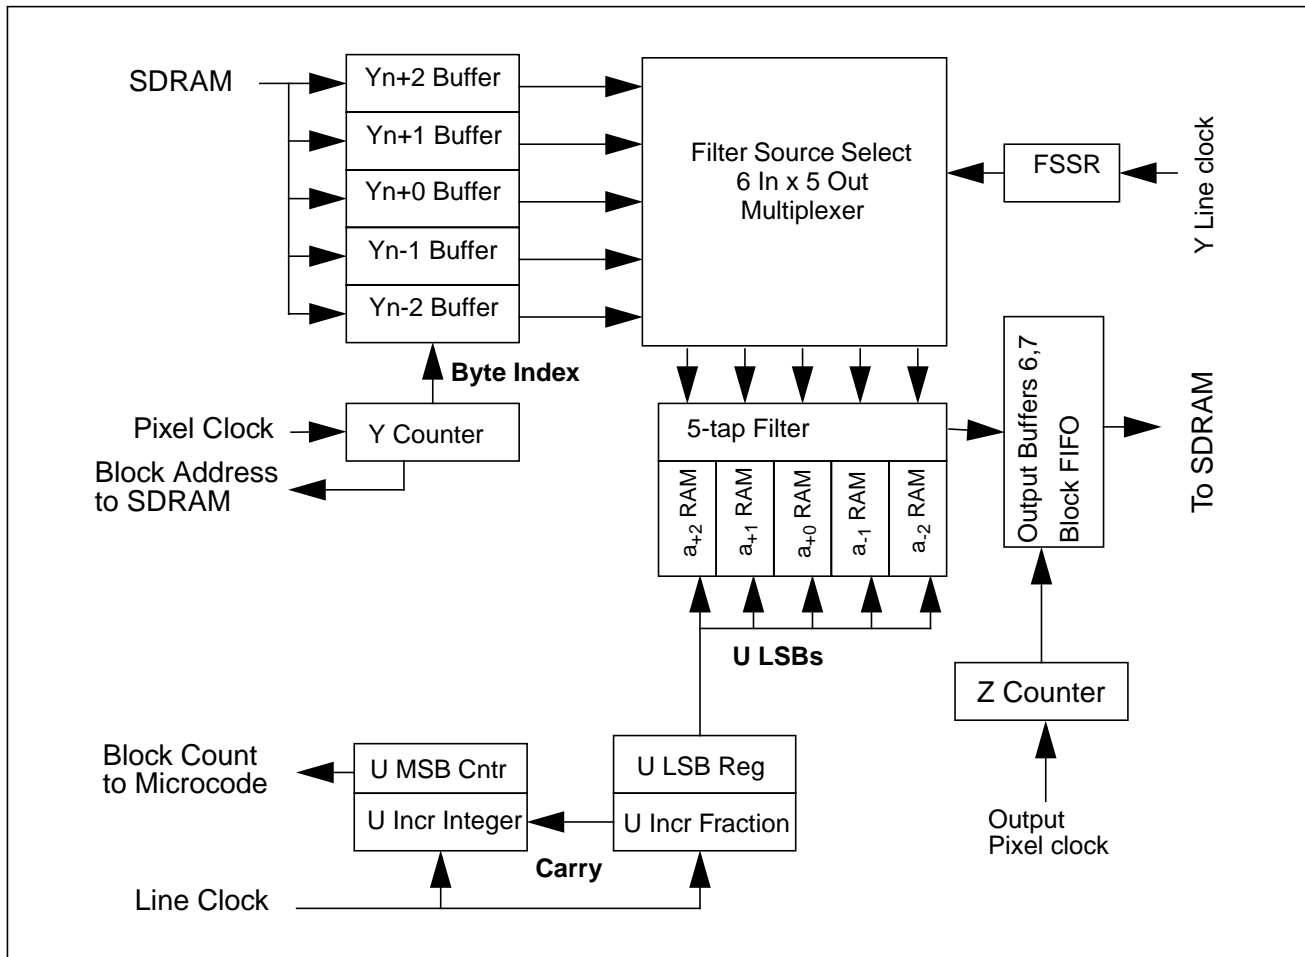 SDRAM
Yn+2 Buffer
Yn+1 Buffer
Yn+0 Buffer
Yn-1 Buffer
Yn-2 Buffer
Filter Source Select
6 In x 5 Out
Multiplexer
FSSR
Y Line clock
Byte Index
Pixel Clock
Y Counter
Block Address
to SDRAM
5-tap Filter
a+2 RAM
a+1 RAM
a+0 RAM
a-1 RAM
a-2 RAM
Output Buffers 6,7
Block FIFO
To SDRAM
U LSBs
Z Counter
Output
Pixel clock
Block Count
to Microcode
U MSB Cntr
U Incr Integer
U LSB Reg
U Incr Fraction
Carry
Line Clock